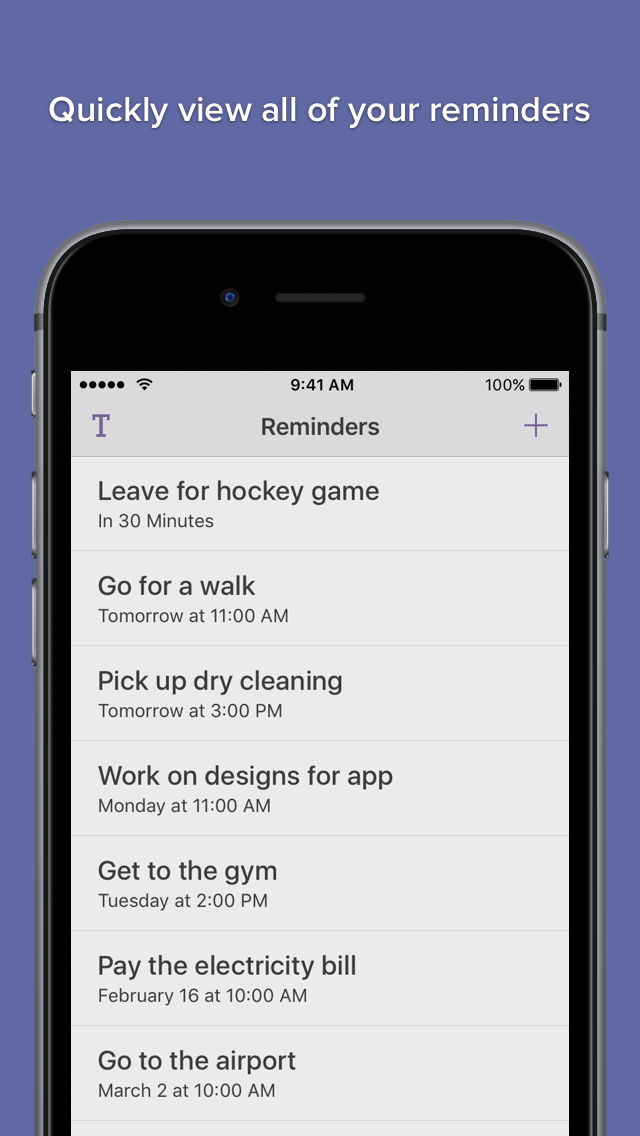 Quickly view all of your reminders
9:41 AM
100%
T
Reminders
Leave for hockey game
In 30 Minutes
Go for a walk
Tomorrow at 11:00 AM
Pick up dry cleaning
Tomorrow at 3:00 PM
Work on designs for app
Monday at 11:00 AM
Get to the gym
Tuesday at 2:00 PM
Pay the electricity bill
February 16 at 10:00 AM
Go to the airport
March 2 at 10:00 AM